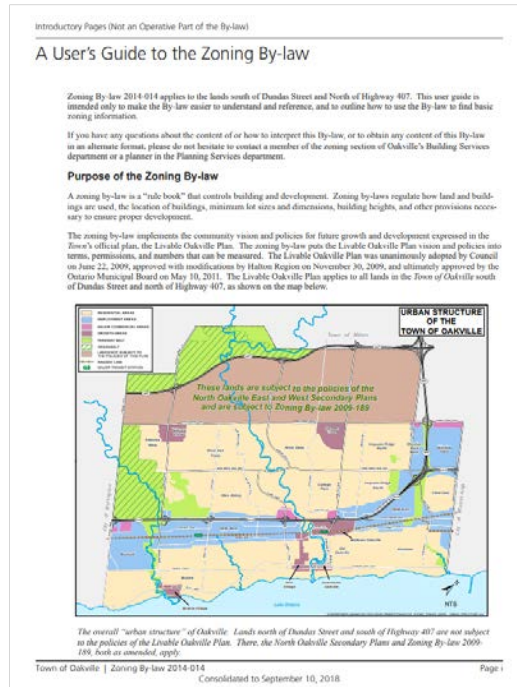 Introductory Pages (Not an Operative Part of the By-law)
A User's Guide to the Zoning By-law
Zoning By-law 2014-014 applies to the lands south of Dundas Street and North of Highway 407. This user guide is
intended only to make the By-law easier to understand and reference, and to outline how to use the By-law to find basic
zoning information.
If you have any questions about the content of or how to interpret this By-law, or to obtain any content of this By-law
in an alternate format, please do not hesitate to contact a member of the zoning section of Oakville's Building Services
department or a planner in the Planning Services department.
Purpose of the Zoning By-law
A zoning by-law is a "rule book" that controls building and development. Zoning by-laws regulate how land and build-
ings are used, the location of buildings, minimum lot sizes and dimensions, building heights, and other provisions neces-
sary to ensure proper development.
The zoning by-law implements the community vision and policies for future growth and development expressed in the
Town's official plan, the Livable Oakville Plan. The zoning by-law puts the Livable Oakville Plan vision and policies into
terms, permissions, and numbers that can be measured. The Livable Oakville Plan was unanimously adopted by Council
on June 22, 2009, approved with modifications by Halton Region on November 30, 2009, and ultimately approved by the
Ontario Municipal Board on May 10, 2011. The Livable Oakville Plan applies to all lands in the Town of Oakville south
of Dundas Street and north of Highway 407, as shown on the map below.
URBAN STRUCTURE
OF THE
TOWN OF OAKVILLE
RESIDENTIAL AREAS
EMPLOYMENT AREAS
MAJOR COMMERCIAL AREAS
GROWTH AREAS
PARKWAY BELT
GREENBELT
Town of Milton
These lands are subject to the policies of the
North Oakville East and West Secondary Plans
and are subject to Zoning By-law 2009-189
Lake Ontario
NTS
The overall "urban structure" of Oakville. Lands north of Dundas Street and south of Highway 407 are not subject
to the policies of the Livable Oakville Plan. There, the North Oakville Secondary Plans and Zoning By-law 2009-
189, both as amended, apply.
Town of Oakville | Zoning By-law 2014-014
Page i
Consolidated to September 10, 2018